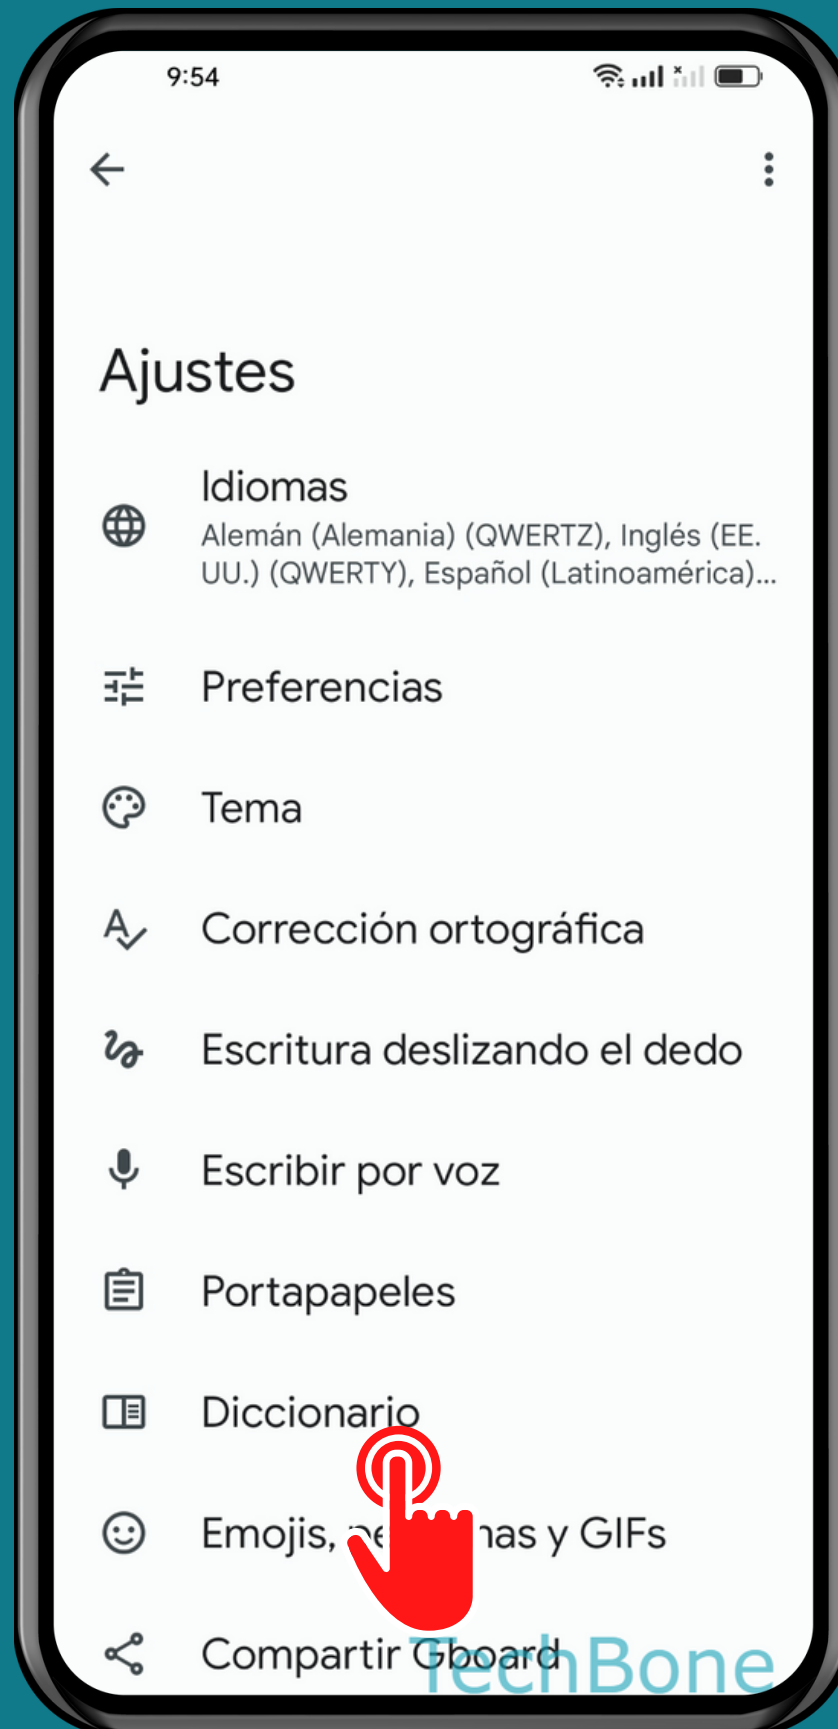 9:54
Ajustes
Idiomas
Alemán (Alemania) (QWERTZ), Inglés (EE.
UU.) (QWERTY), Español (Latinoamérica)...
Preferencias
Tema
Corrección ortográfica
Escritura deslizando el dedo
Escribir por voz
Portapapeles
Diccionario
Emojis, y GIFs
Compartir Gboard
TechBone